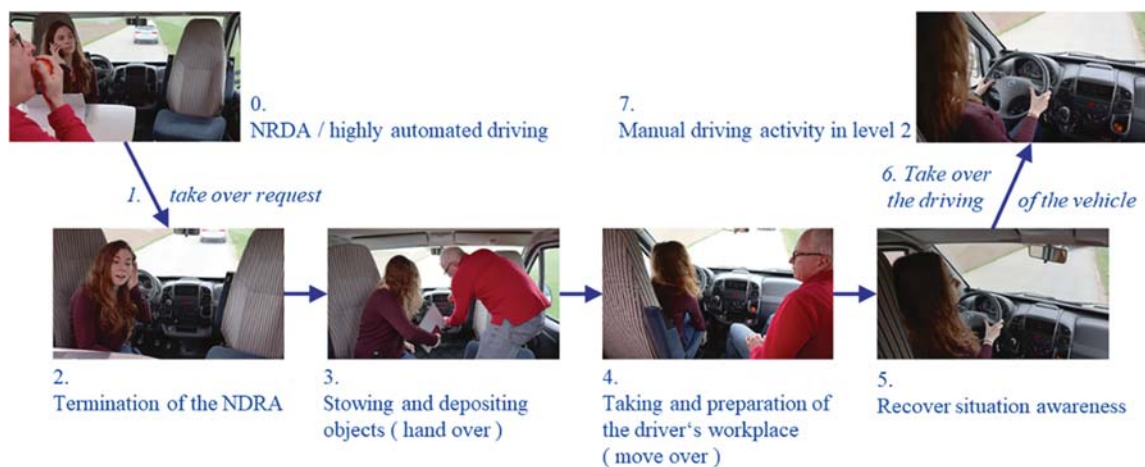 0.
NRDA / highly automated driving
7.
Manual driving activity in level 2
1. take over request
6. Take over
the driving of the vehicle
2.
Termination of the NDRA
3.
Stowing and depositing
objects ( hand over )
4.
Taking and preparation of
the driver‘s workplace
( move over )
5.
Recover situation awareness